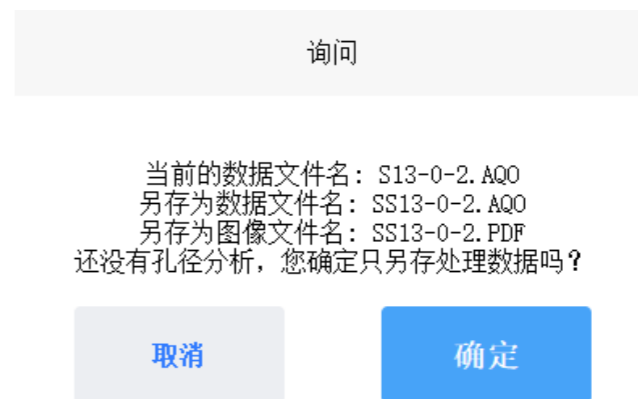 询问
当前的数据文件名: S13-0-2.AQO
另存为数据文件名: SS13-0-2.AQO
另存为图像文件名: SS13-0-2.PDF
还没有孔径分析，您确定只另存处理数据吗?
取消
确定